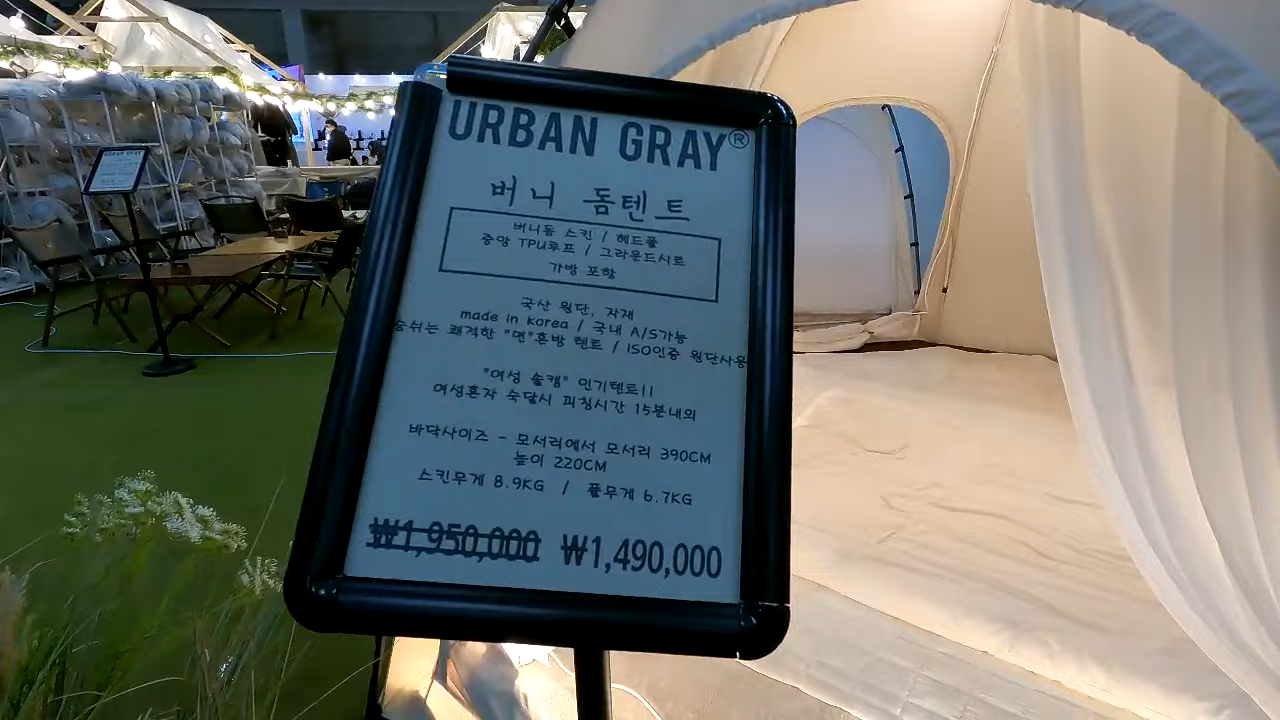 URBAN GRAY®
버니 돔텐트
버니돔 스킨 / 헤드폴
중앙 TPU루프 / 그라운드시트
가방 포함
국산 원단, 자재
made in korea / 국내 A/S가능
숨쉬는 쾌적한 "면"혼방 텐트 / ISO인증 원단사용
"여성 솔캠" 인기텐트!!
여성혼자 숙달시 피칭시간 15분내외
바닥사이즈 - 모서리에서 모서리 390CM
높이 220CM
스킨무게 8.9KG / 폴무게 6.7KG
₩1,950,000 ₩1,490,000